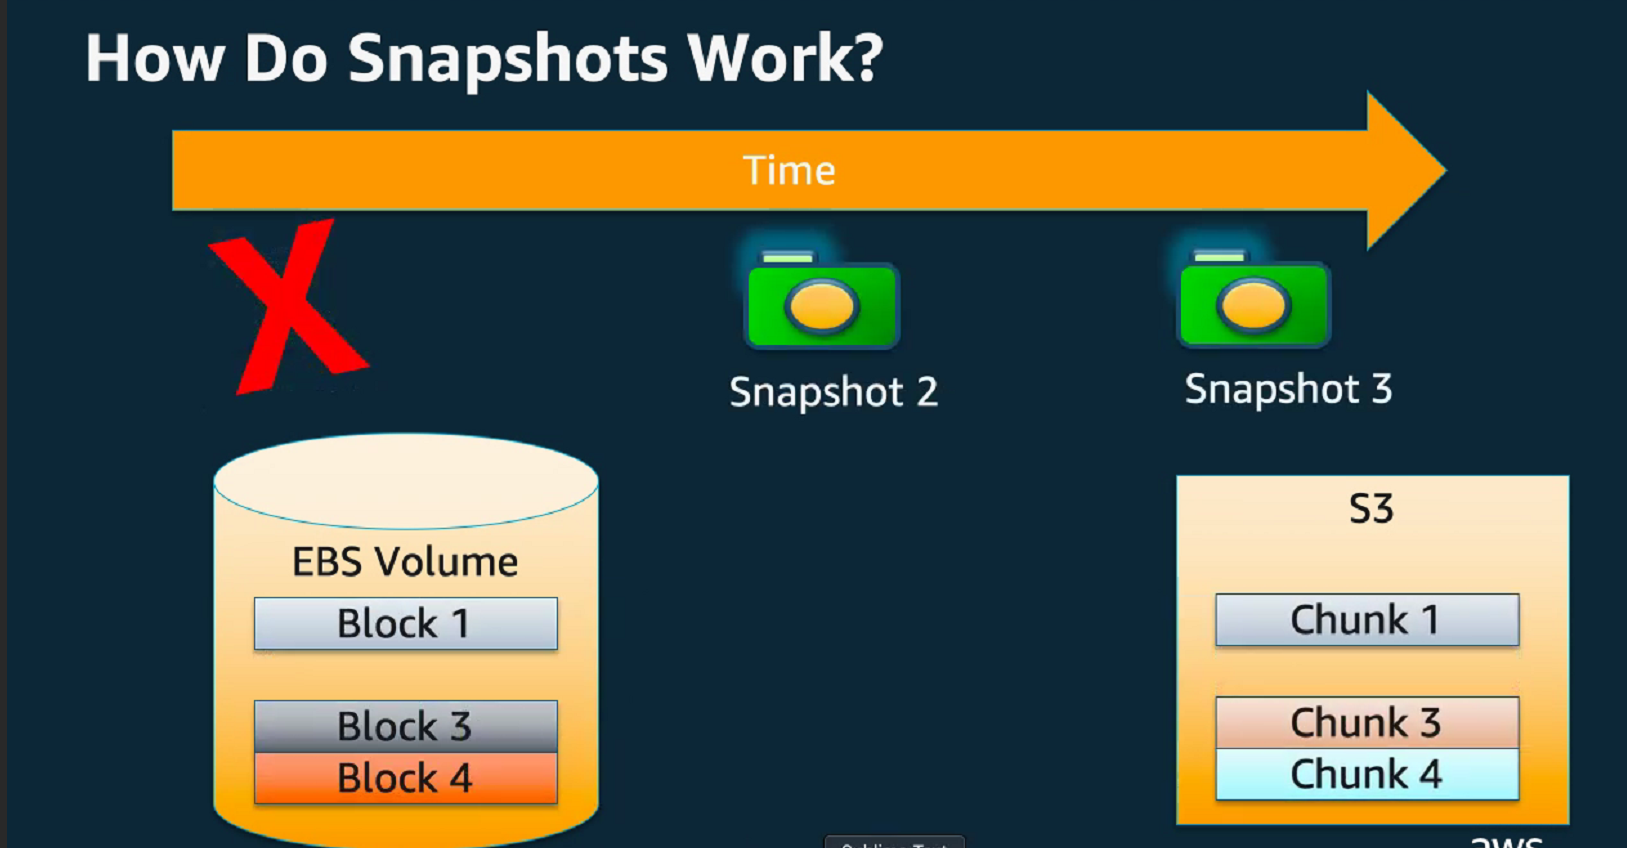 How Do Snapshots Work?
Time
Snapshot 2
Snapshot 3
EBS Volume
Block 1
Block 3
Block 4
S3
Chunk 1
Chunk 3
Chunk 4
aws